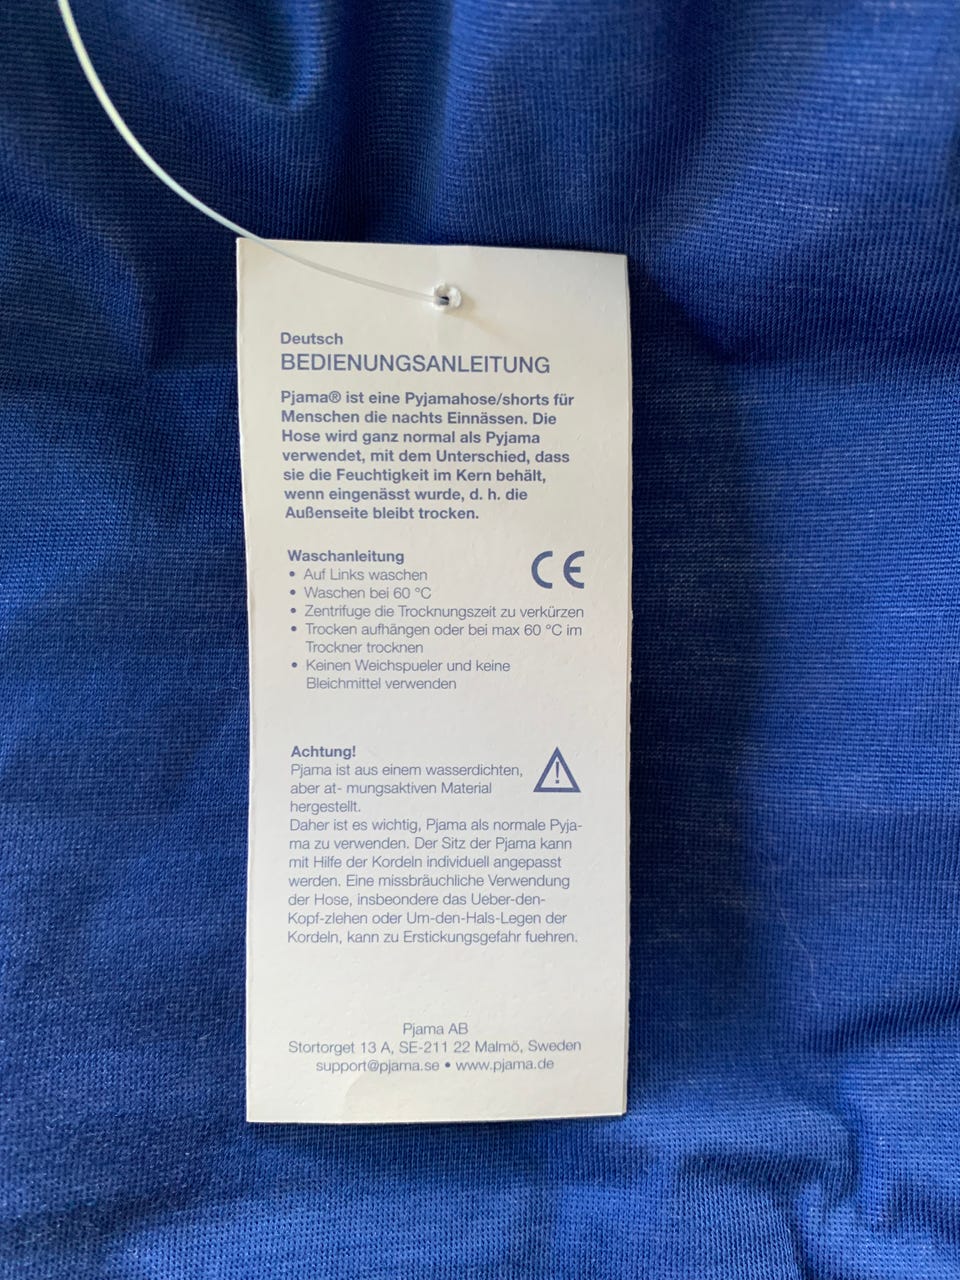 Deutsch
BEDIENUNGSANLEITUNG
Pjama® ist eine Pyjamahose/shorts für
Menschen die nachts Einnässen. Die
Hose wird ganz normal als Pyjama
verwendet, mit dem Unterschied, dass
sie die Feuchtigkeit im Kern behält,
wenn eingenässt wurde, d. h. die
Außenseite bleibt trocken.
Waschanleitung
• Auf Links waschen
• Waschen bei 60 °C
• Zentrifuge die Trocknungszeit zu verkürzen
• Trocken aufhängen oder bei max 60 °C im
Trockner trocknen
• Keinen Weichspueler und keine
Bleichmittel verwenden
CE
Achtung!
Pjama ist aus einem wasserdichten,
aber at- mungsaktiven Material
hergestellt.
Daher ist es wichtig, Pjama als normale Pyja-
ma zu verwenden. Der Sitz der Pjama kann
mit Hilfe der Kordeln individuell angepasst
werden. Eine missbräuchliche Verwendung
der Hose, insbeondere das Ueber-den-
Kopf-zlehen oder Um-den-Hals-Legen der
Kordeln, kann zu Erstickungsgefahr fuehren.
!
Pjama AB
Stortorget 13 A, SE-211 22 Malmö, Sweden
support@pjama.se • www.pjama.de